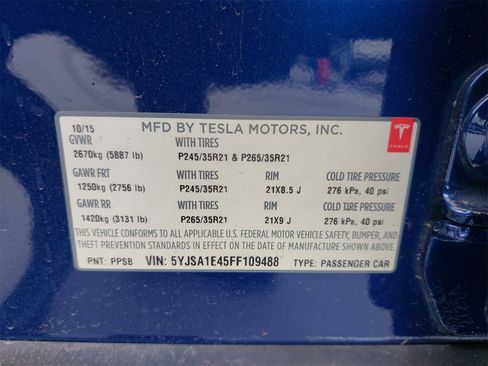 10/15 MFD BY TESLA MOTORS, INC.
GVWR WITH TIRES
2670kg (5887 lb) P245/35R21 & P265/35R21
TESLA
GAWR FRT WITH TIRES RIM COLD TIRE PRESSURE
1250kg (2756 lb) P245/35R21 21X8.5 J 276 kPa, 40 psi
GAWR RR WITH TIRES RIM COLD TIRE PRESSURE
1420kg (3131 lb) P265/35R21 21X9 J 276 kPa, 40 psi
THIS VEHICLE CONFORMS TO ALL APPLICABLE U.S. FEDERAL MOTOR VEHICLE SAFETY, BUMPER, AND
THEFT PREVENTION STANDARDS IN EFFECT ON THE DATE OF MANUFACTURE SHOWN ABOVE.
PNT: PPSB VIN: 5YJSA1E45FF109488 TYPE: PASSENGER CAR